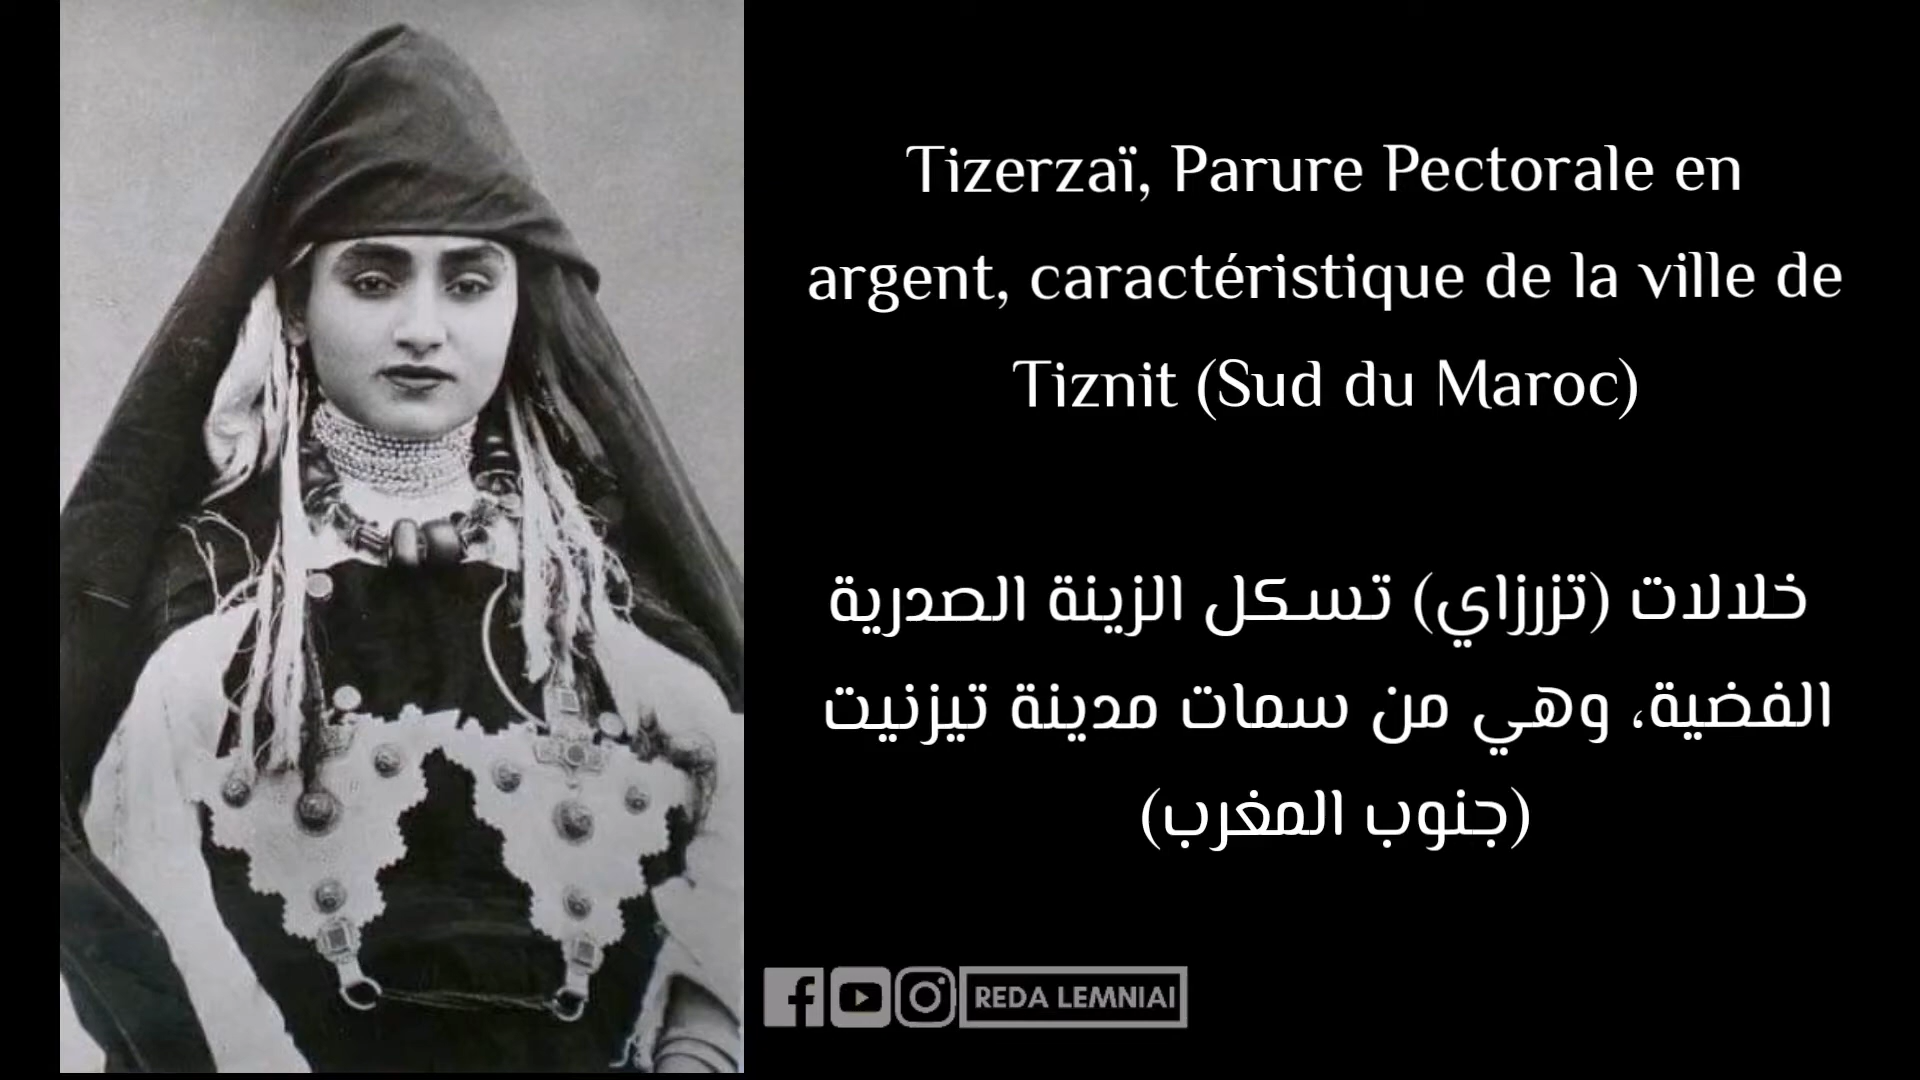 Tizerzaï, Parure Pectorale en
argent, caractéristique de la ville de
Tiznit (Sud du Maroc)
خلالات (تزرزاي) تسكل الزينة الصدرية
الفضية، وهي من سمات مدينة تيزنيت
(جنوب المغرب)
REDA LEMNIAI